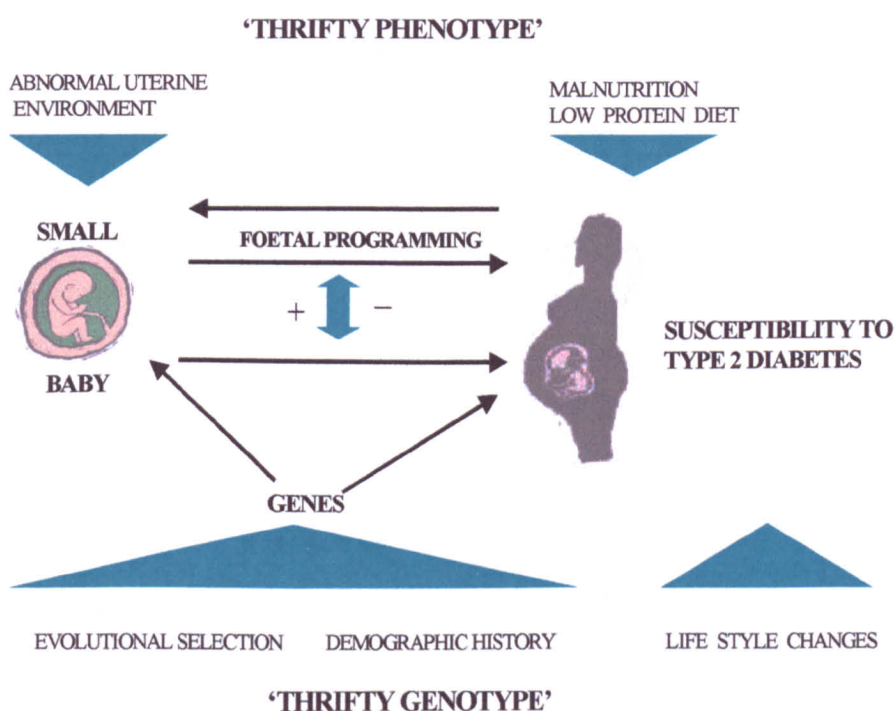 ‘THRIFTY PHENOTYPE’
ABNORMAL UTERINE
ENVIRONMENT
MALNUTRITION
LOW PROTEIN DIET
SMALL
FOETAL PROGRAMMING
+ −
SUSCEPTIBILITY TO
TYPE 2 DIABETES
BABY
GENES
EVOLUTIONAL SELECTION
DEMOGRAPHIC HISTORY
LIFE STYLE CHANGES
‘THRIFTY GENOTYPE’